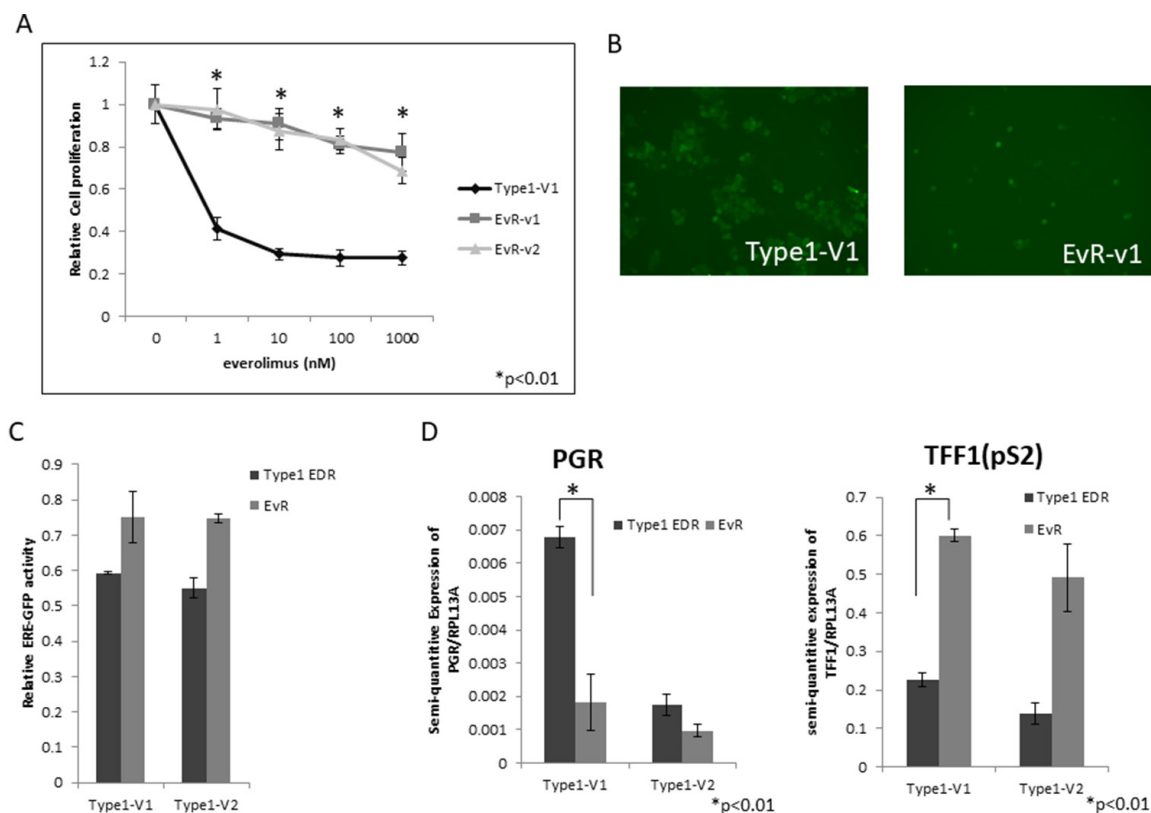 A
1.2
1
0.8
0.6
0.4
0.2
0
* * * *
Relative Cell proliferation
0 1 10 100 1000
everolimus (nM)
Type1-V1
EvR-v1
EvR-v2
*p<0.01
B
Type1-V1
EvR-v1
C
0.9
0.8
0.7
0.6
0.5
0.4
0.3
0.2
0.1
0
Relative ERE-GFP activity
Type1 EDR
EvR
Type1-V1 Type1-V2
D
PGR
0.008
0.007
0.006
0.005
0.004
0.003
0.002
0.001
0
Semi-quantitive Expression of
PGR/RPL13A
*
Type1 EDR EvR
Type1-V1 Type1-V2
*p<0.01
TFF1(pS2)
0.7
0.6
0.5
0.4
0.3
0.2
0.1
0
semi-quantitive expression of
TFF1/RPL13A
*
Type1 EDR
EvR
Type1-V1 Type1-V2
*p<0.01